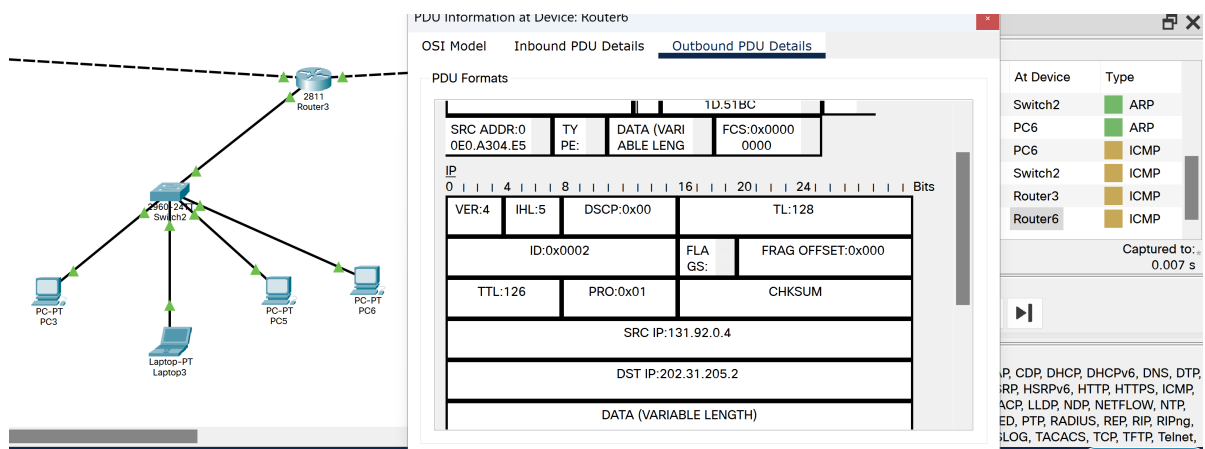 PDU Information at Device: Router6
OSI Model Inbound PDU Details Outbound PDU Details
PDU Formats
1D.51BC
SRC ADDR:0
0E0.A304.E5
TY
PE:
DATA (VARI
ABLE LENG
FCS:0x0000
0000
IP
0 4 8 16 20 24 Bits
VER:4 IHL:5 DSCP:0x00 TL:128
ID:0x0002 FLA
GS:
FRAG OFFSET:0x000
TTL:126 PRO:0x01 CHKSUM
SRC IP:131.92.0.4
DST IP:202.31.205.2
DATA (VARIABLE LENGTH)
2811
Router3
2960-24TT
Switch2
PC-PT
PC3
Laptop-PT
Laptop3
PC-PT
PC5
PC-PT
PC6
At Device Type
Switch2 ARP
PC6 ARP
PC6 ICMP
Switch2 ICMP
Router3 ICMP
Router6 ICMP
Captured to:
0.007 s
CDP, DHCP, DHCPv6, DNS, DTP,
HSRPv6, HTTP, HTTPS, ICMP,
LLDP, NDP, NETFLOW, NTP,
PTP, RADIUS, REP, RIP, RIPng,
TACACS, TCP, TFTP, Telnet,